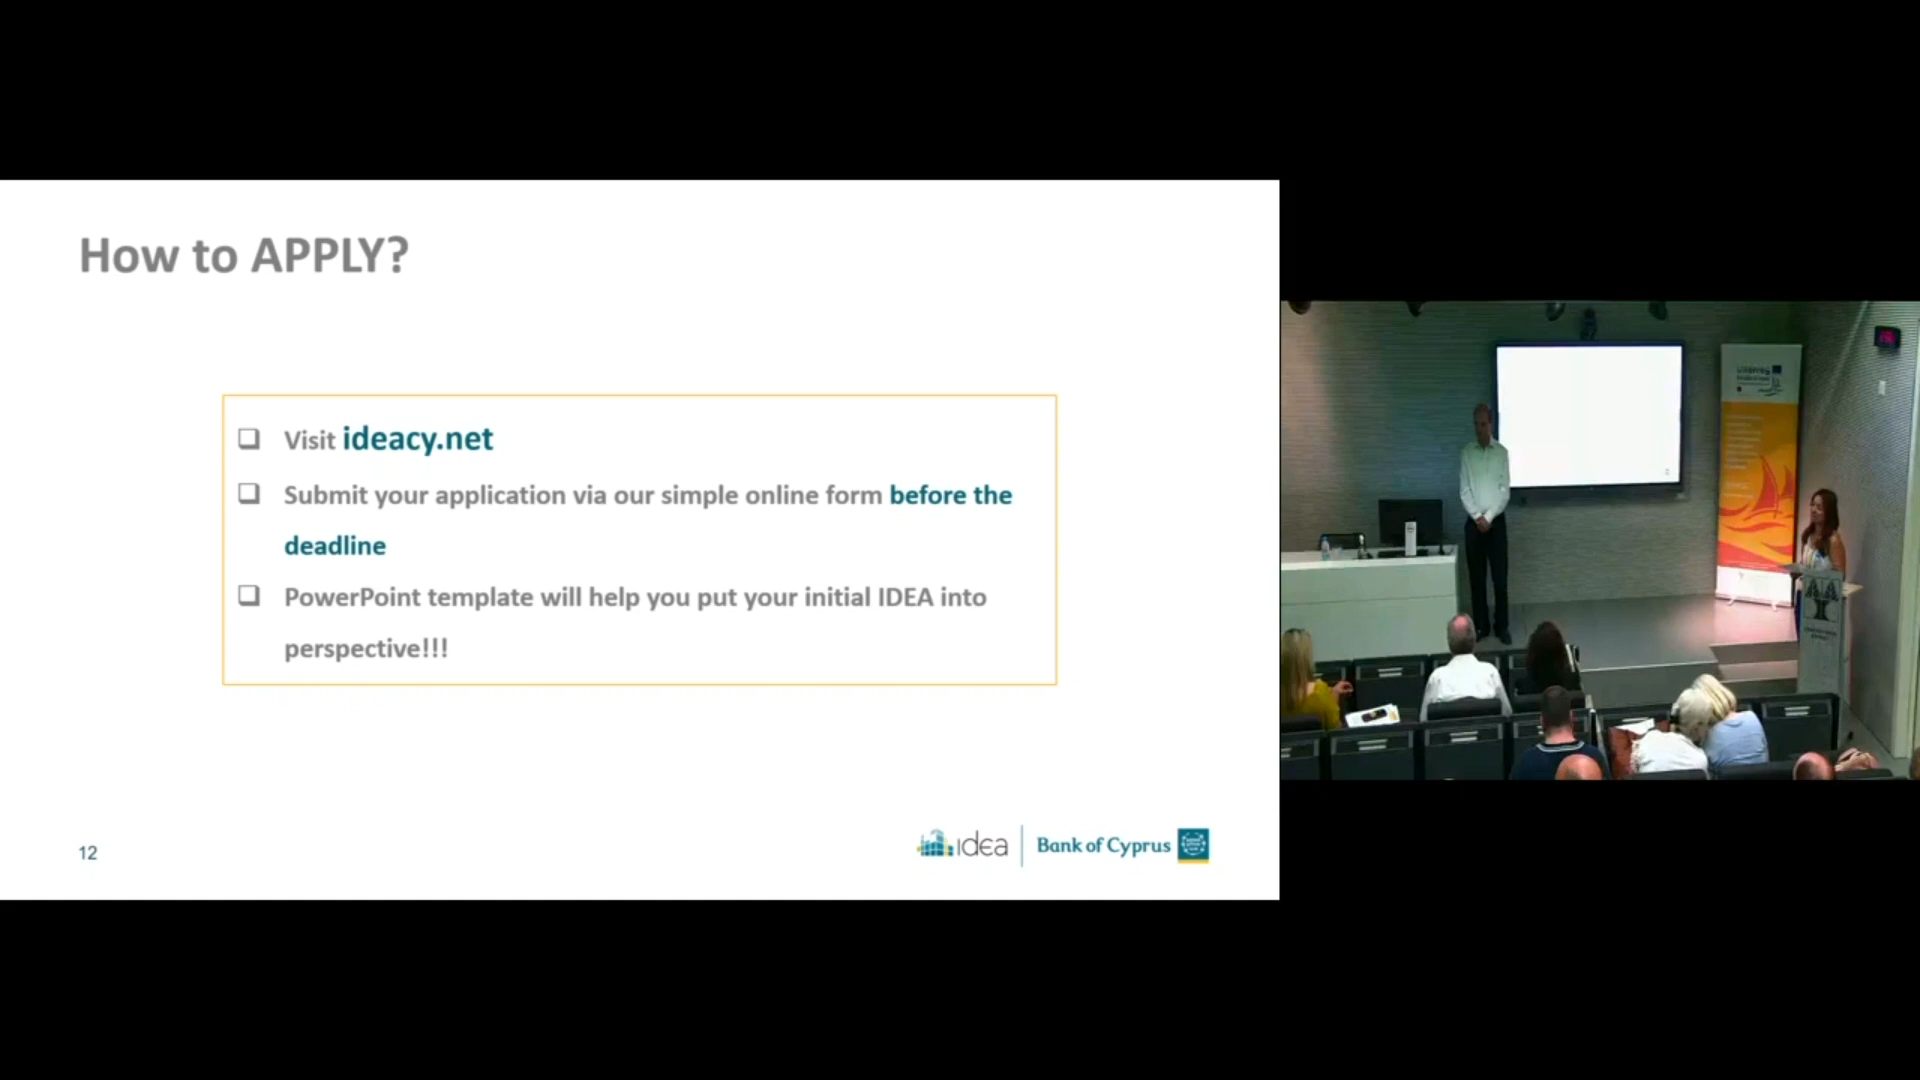 How to APPLY?
❑ Visit ideacy.net
❑ Submit your application via our simple online form before the
deadline
❑ PowerPoint template will help you put your initial IDEA into
perspective!!!
12
idea
Bank of Cyprus